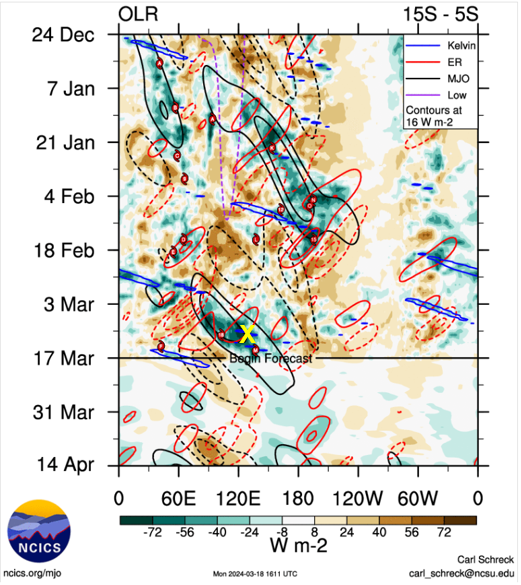 OLR 15S - 5S
24 Dec
7 Jan
21 Jan
4 Feb
18 Feb
3 Mar
17 Mar
31 Mar
14 Apr
Kelvin
ER
MJO
Low
Contours at
16 W m-2
X
Begin Forecast
0 60E 120E 180 120W 60W 0
-72 -56 -40 -24 -8 8 24 40 56 72
W m-2
NCICS
ncics.org/mjo
Mon 2024-03-18 1611 UTC
Carl Schreck
carl_schreck@ncsu.edu